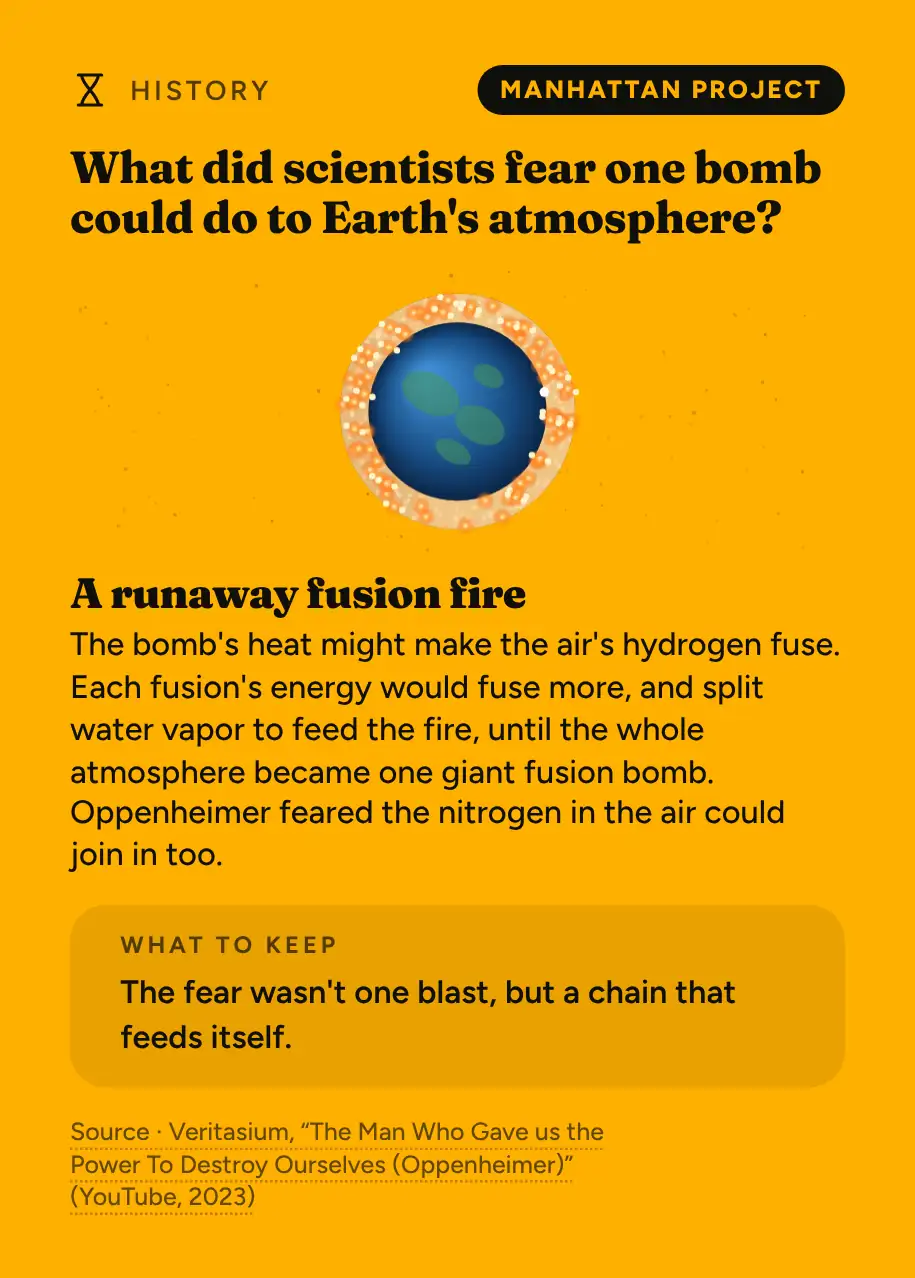 HISTORY
MANHATTAN PROJECT
What did scientists fear one bomb
could do to Earth's atmosphere?
A runaway fusion fire
The bomb's heat might make the air's hydrogen fuse.
Each fusion's energy would fuse more, and split
water vapor to feed the fire, until the whole
atmosphere became one giant fusion bomb.
Oppenheimer feared the nitrogen in the air could
join in too.
WHAT TO KEEP
The fear wasn't one blast, but a chain that
feeds itself.
Source · Veritasium, “The Man Who Gave us the
Power To Destroy Ourselves (Oppenheimer)”
(YouTube, 2023)